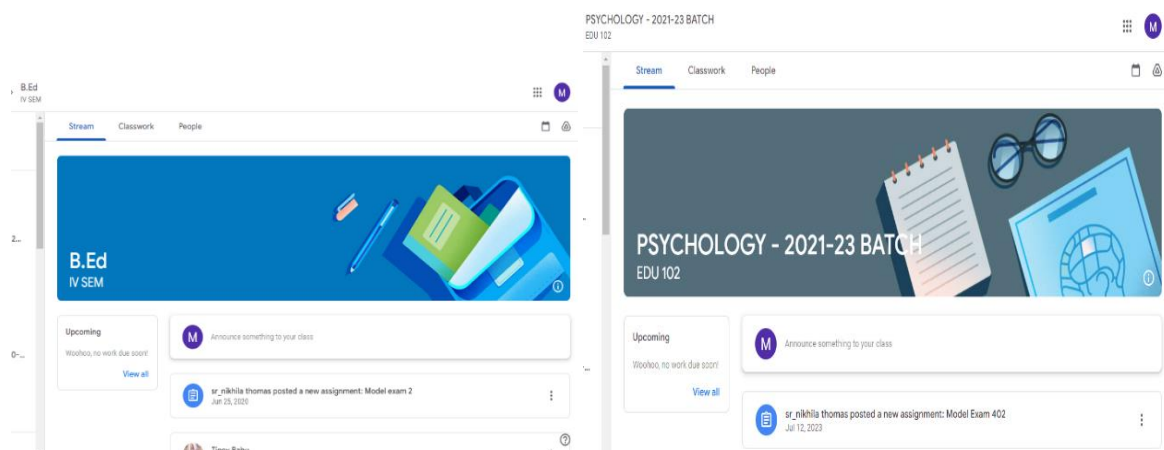 B.Ed
IV SEM
M
Stream Classwork People
B.Ed
IV SEM
Upcoming
Woohoo, no work due soon!
View all
M Announce something to your class
sr_nikhila thomas posted a new assignment: Model exam 2
Jun 25, 2020
2...
0-...
PSYCHOLOGY - 2021-23 BATCH
EDU 102
M
Stream Classwork People
PSYCHOLOGY - 2021-23 BATCH
EDU 102
Upcoming
Woohoo, no work due soon!
View all
M Announce something to your class
sr_nikhila thomas posted a new assignment: Model Exam 402
Jul 12, 2023